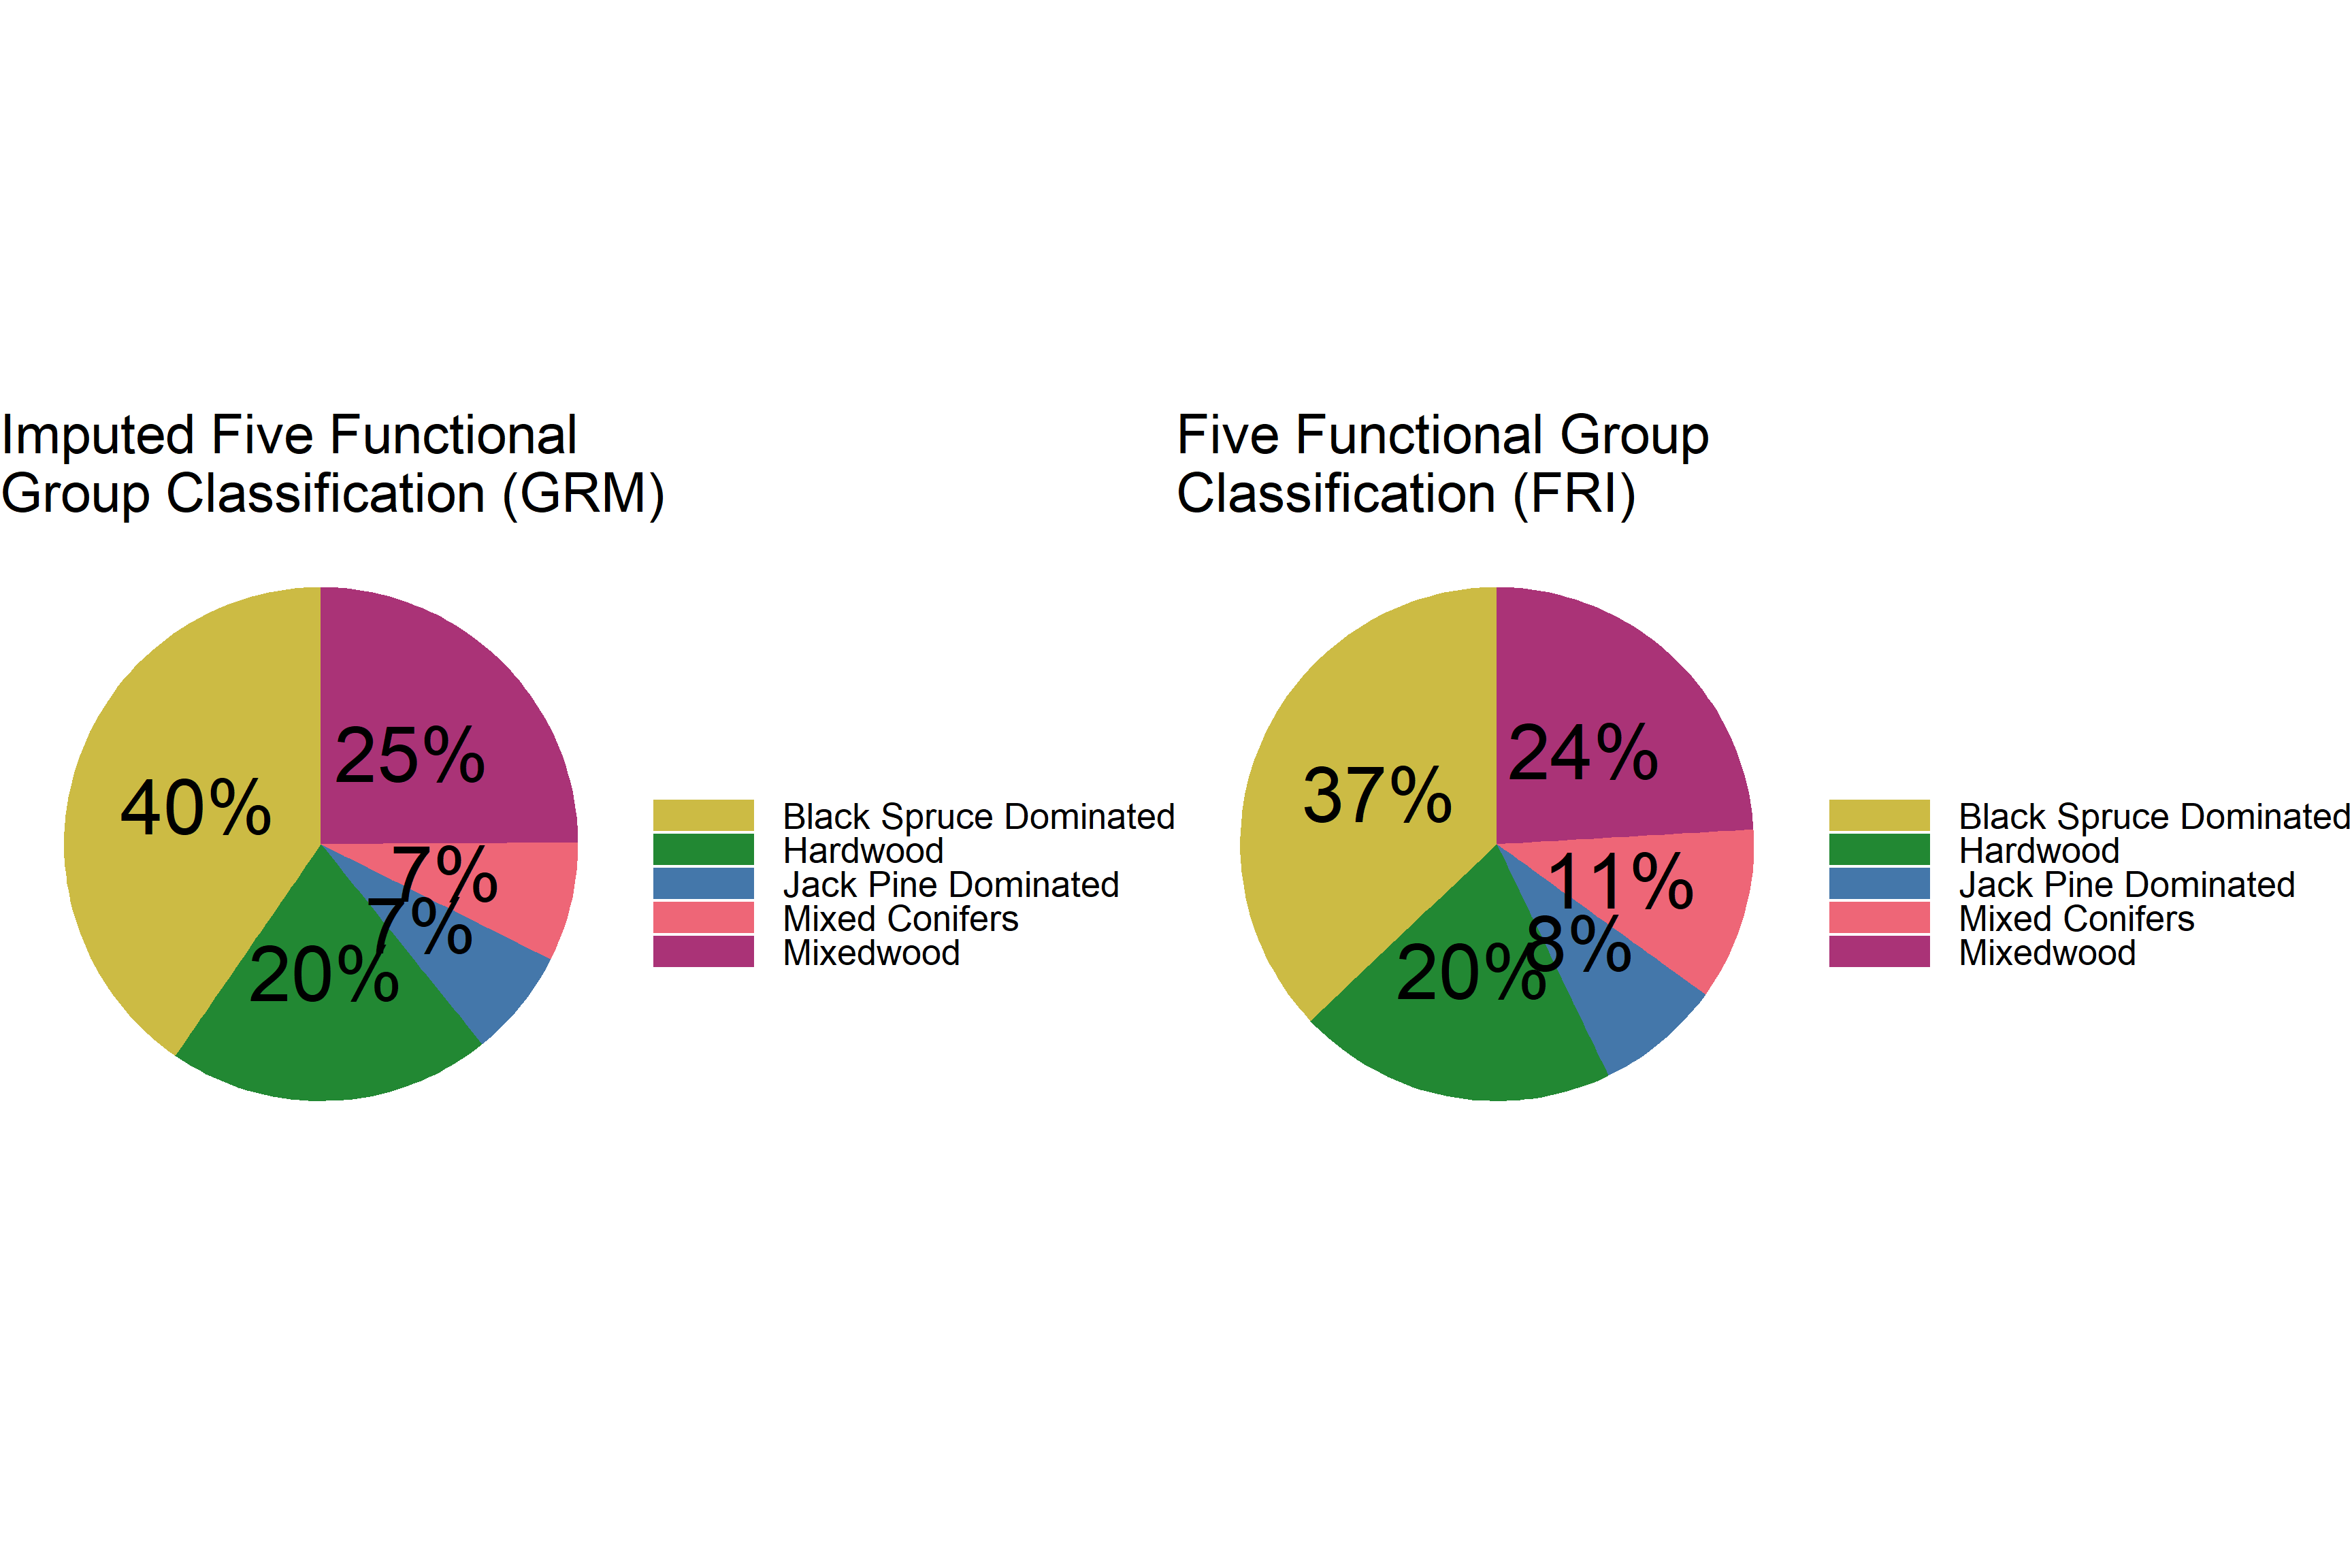 Imputed Five Functional
Group Classification (GRM)
25%
40%
7%
7%
20%
Black Spruce Dominated
Hardwood
Jack Pine Dominated
Mixed Conifers
Mixedwood
Five Functional Group
Classification (FRI)
24%
37%
11%
8%
20%
Black Spruce Dominated
Hardwood
Jack Pine Dominated
Mixed Conifers
Mixedwood